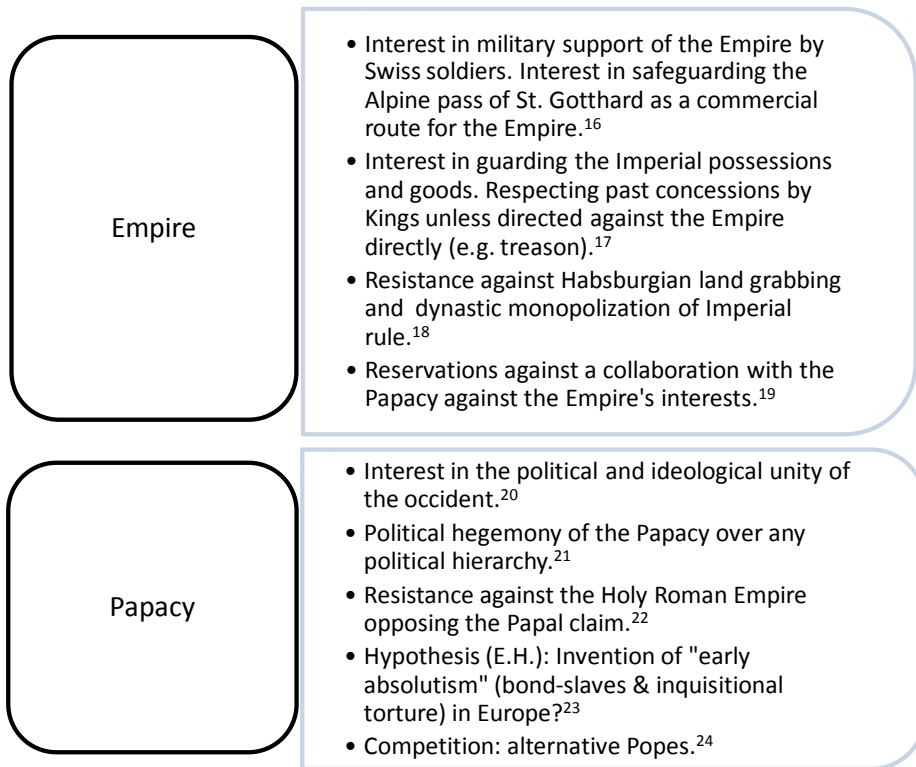 Empire
• Interest in military support of the Empire by
Swiss soldiers. Interest in safeguarding the
Alpine pass of St. Gotthard as a commercial
route for the Empire.16
• Interest in guarding the Imperial possessions
and goods. Respecting past concessions by
Kings unless directed against the Empire
directly (e.g. treason).17
• Resistance against Habsburgian land grabbing
and dynastic monopolization of Imperial
rule.18
• Reservations against a collaboration with the
Papacy against the Empire's interests.19
Papacy
• Interest in the political and ideological unity of
the occident.20
• Political hegemony of the Papacy over any
political hierarchy.21
• Resistance against the Holy Roman Empire
opposing the Papal claim.22
• Hypothesis (E.H.): Invention of "early
absolutism" (bond-slaves & inquisitional
torture) in Europe?23
• Competition: alternative Popes.24